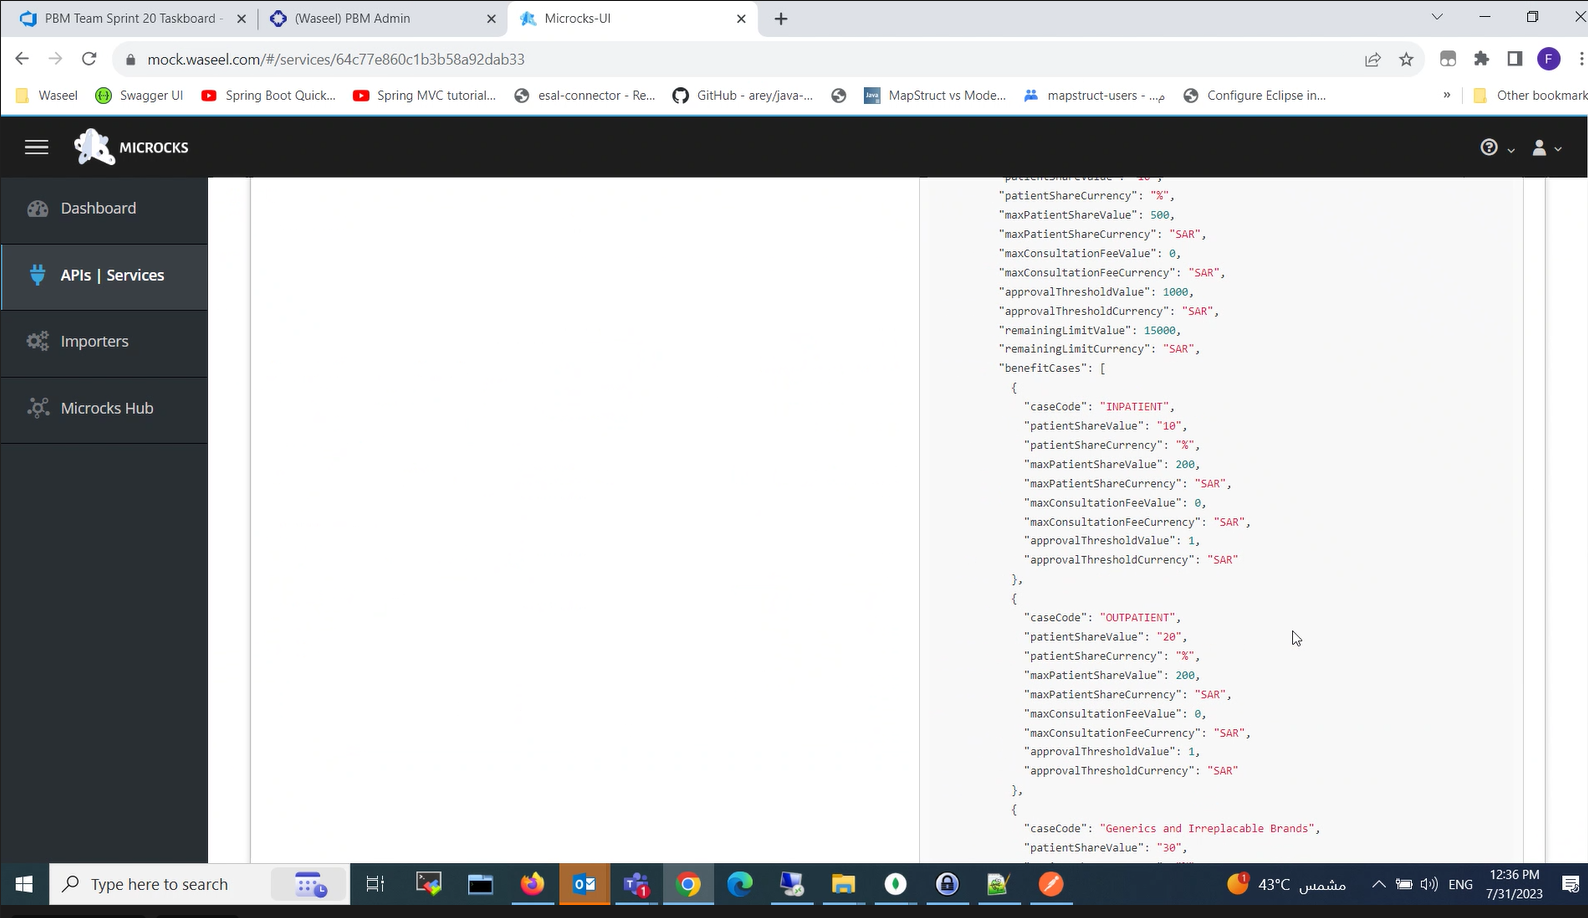 PBM Team Sprint 20 Taskboard -
(Waseel) PBM Admin
Microcks-UI
mock.waseel.com/#/services/64c77e860c1b3b58a92dab33
F
Waseel
Swagger UI
Spring Boot Quick...
Spring MVC tutorial...
esal-connector - Re...
GitHub - arey/java-...
MapStruct vs Mode...
mapstruct-users - ...
Configure Eclipse in...
»
Other bookmark
MICROCKS
Dashboard
APIs | Services
Importers
Microcks Hub
"patientShareValue": "10",
"patientShareCurrency": "%",
"maxPatientShareValue": 500,
"maxPatientShareCurrency": "SAR",
"maxConsultationFeeValue": 0,
"maxConsultationFeeCurrency": "SAR",
"approvalThresholdValue": 1000,
"approvalThresholdCurrency": "SAR",
"remainingLimitValue": 15000,
"remainingLimitCurrency": "SAR",
"benefitCases": [
{
"caseCode": "INPATIENT",
"patientShareValue": "10",
"patientShareCurrency": "%",
"maxPatientShareValue": 200,
"maxPatientShareCurrency": "SAR",
"maxConsultationFeeValue": 0,
"maxConsultationFeeCurrency": "SAR",
"approvalThresholdValue": 1,
"approvalThresholdCurrency": "SAR"
},
{
"caseCode": "OUTPATIENT",
"patientShareValue": "20",
"patientShareCurrency": "%",
"maxPatientShareValue": 200,
"maxPatientShareCurrency": "SAR",
"maxConsultationFeeValue": 0,
"maxConsultationFeeCurrency": "SAR",
"approvalThresholdValue": 1,
"approvalThresholdCurrency": "SAR"
},
{
"caseCode": "Generics and Irreplacable Brands",
"patientShareValue": "30",
Type here to search
43°C مشمس
ENG
12:36 PM
7/31/2023